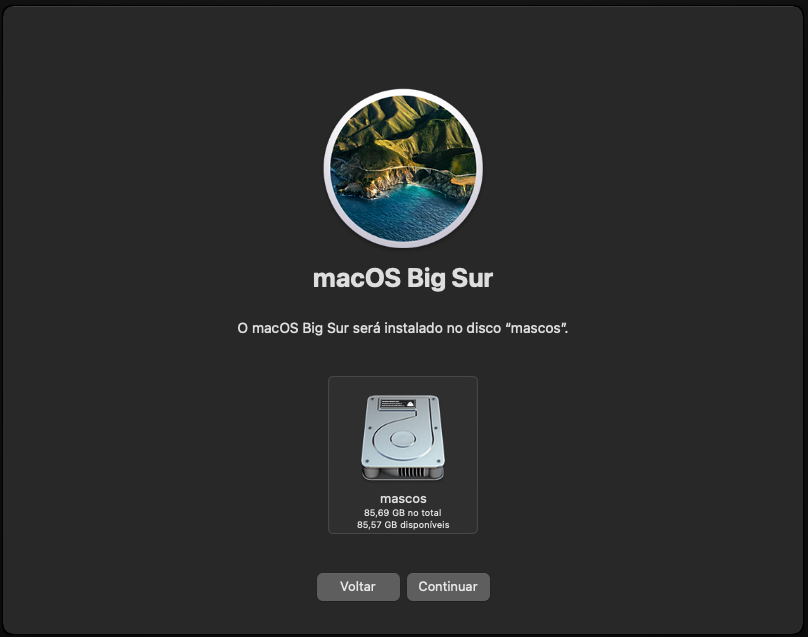 macOS Big Sur
O macOS Big Sur será instalado no disco “mascos”.
mascos
85,69 GB no total
85,57 GB disponíveis
Voltar
Continuar